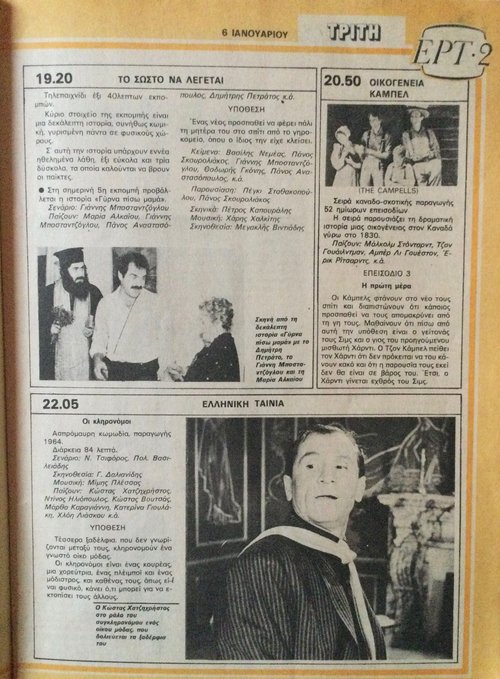 6 ΙΑΝΟΥΑΡΙΟΥ
ΤΡΙΤΗ
ΕΡΤ·2
19.20 ΤΟ ΣΩΣΤΟ ΝΑ ΛΕΓΕΤΑΙ
Τηλεπαιχνίδι έξι 40λεπτων εκπο-
μπών.
Κύριο στοιχείο της εκπομπής είναι
μια δεκάλεπτη ιστορία, συνήθως κωμι-
κή, γυρισμένη πάντα σε φυσικούς χώ-
ρους.
Σ' αυτή την ιστορία υπάρχουν εννέα
ηθελημένα λάθη, έξι εύκολα και τρία
δύσκολα, τα οποία καλούνται να βρουν
οι παίκτες.
● Στη σημερινή 5η εκπομπή προβάλ-
λεται η ιστορία «Γύρνα πίσω μαμά».
Σενάριο: Γιάννης Μποσταντζόγλου
Παίζουν: Μαρία Αλκαίου, Γιάννης
Μποσταντζόγλου, Πάνος Αναστασό-
πουλος, Δημήτρης Πετράτος κ.ά.
ΥΠΟΘΕΣΗ
Ένας νέος προσπαθεί να φέρει πάλι
τη μητέρα του στο σπίτι από το γηρο-
κομείο, όπου ο ίδιος την είχε κλείσει.
Κείμενα: Βασίλης Νεμέας, Πάνος
Σκουρολιάκος, Γιάννης Μποσταντζό-
γλου, Θοδωρής Γκόνης, Πάνος Ανα-
στασόπουλος κ.ά.
Παρουσίαση: Πέγκυ Σταθακοπού-
λου, Πάνος Σκουρολιάκος
Σκηνικά: Πέτρος Καπουράλης
Μουσική: Χάρης Καλκίτης
Σκηνοθεσία: Μεγακλής Βιντιάδης
Σκηνή από τη
δεκάλεπτη
ιστορία «Γύρνα
πίσω μαμά» με το
Δημήτρη
Πετράτο, το
Γιάννη Μποστα-
ντζόγλου και τη
Μαρία Αλκαίου
20.50 ΟΙΚΟΓΕΝΕΙΑ
ΚΑΜΠΕΛ
(THE CAMPELLS)
Σειρά καναδο-σκοτικής παραγωγής
52 ημίωρων επεισοδίων
Η σειρά παρουσιάζει τη δραματική
ιστορία μιας οικογένειας στον Καναδά
γύρω στο 1830.
Παίζουν: Μάλκολμ Στόνταρντ, Τζον
Γουάιλντμαν, Αμπέρ Λι Γουέστον, Έ-
ρικ Ρίτσαρντς, κ.ά.
ΕΠΕΙΣΟΔΙΟ 3
Η πρώτη μέρα
Οι Κάμπελς φτάνουν στο νέο τους
σπίτι και διαπιστώνουν ότι κάποιος
προσπαθεί να τους απομακρύνει από
τη γη τους. Μαθαίνουν ότι πίσω από
αυτή την υπόθεση είναι ο γείτονάς
τους Σιμς και ο γιος του προηγούμενου
μισθωτή Χάρντι. Ο Τζον Κάμπελ πείθει
τον Χάρντι ότι δεν πρόκειται να του κά-
νουν κακό και ότι η παρουσία τους εκεί
δεν θα είναι σε βάρος του. Έτσι ο
Χάρντι γίνεται εχθρός του Σιμς.
22.05 ΕΛΛΗΝΙΚΗ ΤΑΙΝΙΑ
Οι κληρονόμοι
Ασπρόμαυρη κωμωδία, παραγωγής
1964.
Διάρκεια 84 λεπτά.
Σενάριο: Ν. Τσιφόρος, Πολ. Βασι-
λειάδης
Σκηνοθεσία: Γ. Δαλιανίδης
Μουσική: Μίμης Πλέσσας
Παίζουν: Κώστας Χατζηχρήστος,
Ντίνος Ηλιόπουλος, Κώστας Βουτσάς,
Μάρθα Καραγιάννη, Κατερίνα Γιουλά-
κη, Χλόη Λιάσκου κ.ά.
ΥΠΟΘΕΣΗ
Τέσσερα ξαδέλφια, που δεν γνωρί-
ζονται μεταξύ τους, κληρονομούν ένα
γνωστό οίκο μόδας.
Οι κληρονόμοι είναι ένας κουρέας,
μια χορεύτρια, ένας πλέιμποϊ και ένας
μόδιστρος, και καθένας τους, όπως εί-
ναι φυσικό, κάνει ό,τι μπορεί για να ε-
κτοπίσει τους άλλους.
Ο Κώστας Χατζηχρήστος
στο ρόλο του
συγκληρονόμου ενός
οίκου μόδας, που
δολιεύεται τα ξαδέρφια
του